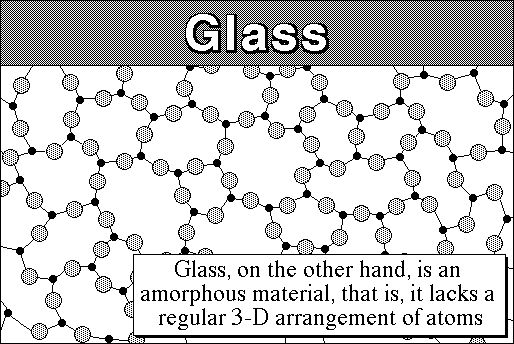 Glass
Glass, on the other hand, is an
amorphous material, that is, it lacks a
regular 3-D arrangement of atoms